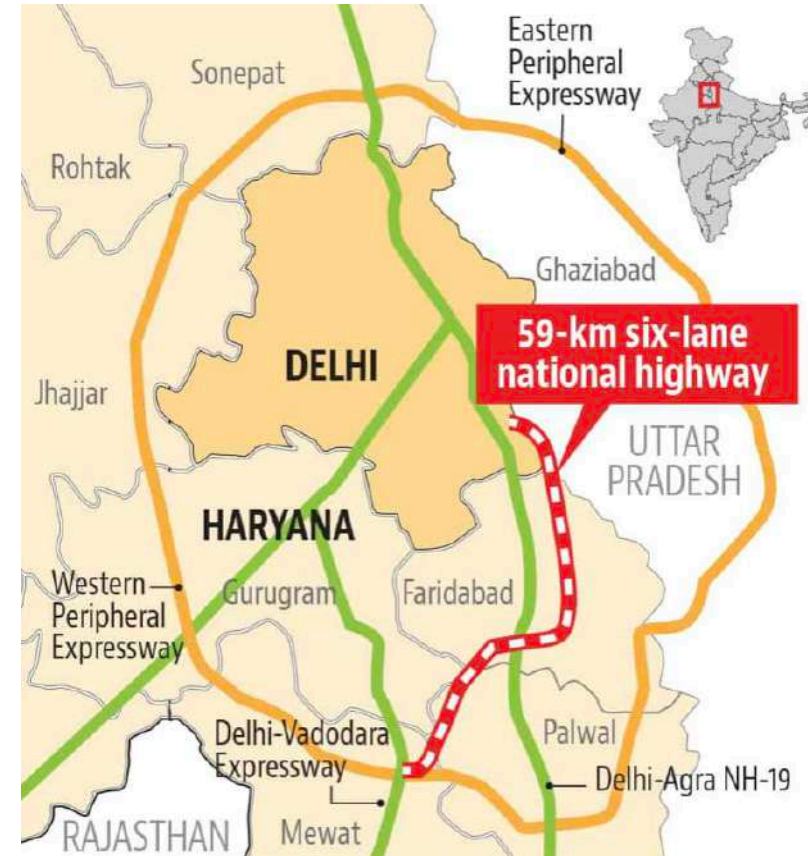 Eastern
Peripheral
Expressway
Sonepat
Rohtak
Ghaziabad
59-km six-lane
national highway
DELHI
Jhajjar
UTTAR
PRADESH
HARYANA
Western
Peripheral
Expressway
Gurugram
Faridabad
Delhi-Vadodara
Expressway
Palwal
Delhi-Agra NH-19
RAJASTHAN
Mewat